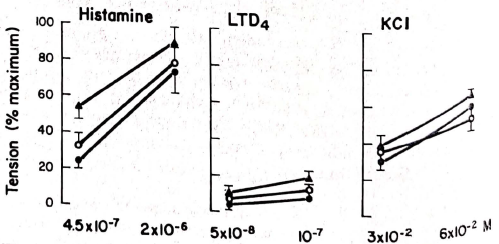 Histamine
LTD4
KCl
Tension (% maximum)
100
80
60
40
20
0
4.5x10-7
2x10-6
5x10-8
10-7
3x10-2
6x10-2 M